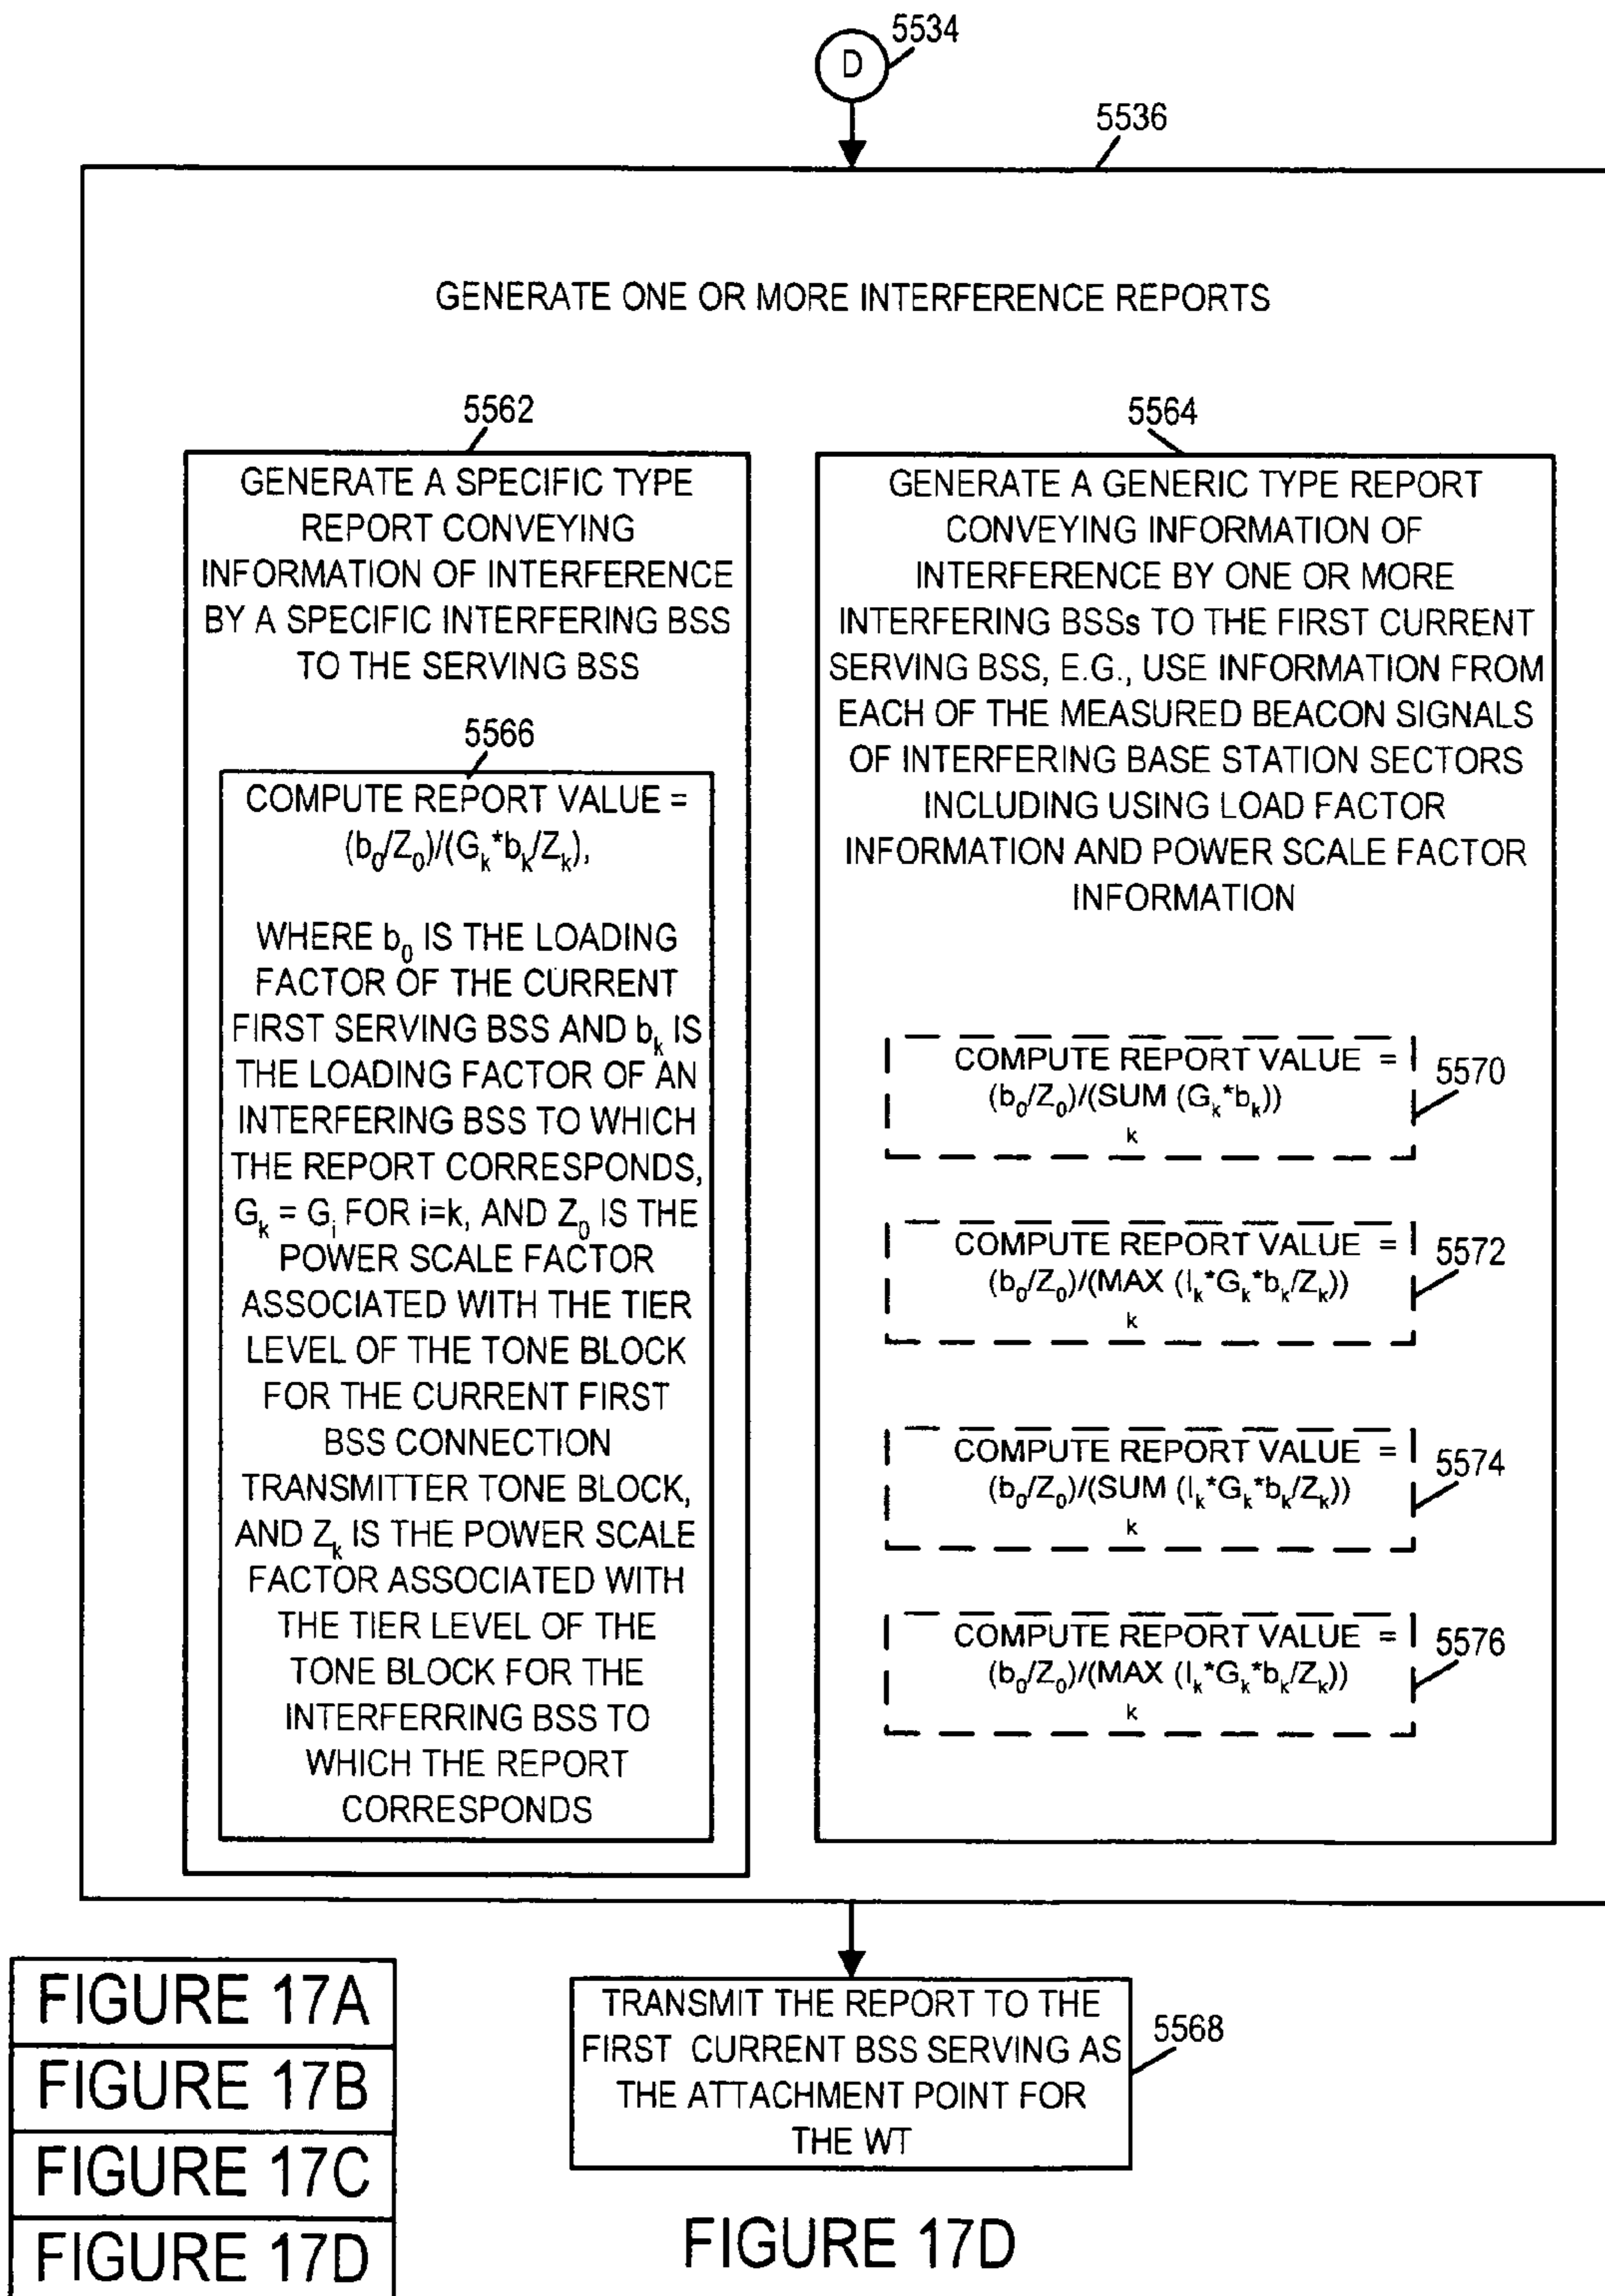 D
5534
5536
GENERATE ONE OR MORE INTERFERENCE REPORTS
5562
GENERATE A SPECIFIC TYPE
REPORT CONVEYING
INFORMATION OF INTERFERENCE
BY A SPECIFIC INTERFERING BSS
TO THE SERVING BSS
5566
COMPUTE REPORT VALUE =
(b₀/Z₀)/(Gₖ*bₖ/Zₖ),
WHERE b₀ IS THE LOADING
FACTOR OF THE CURRENT
FIRST SERVING BSS AND bₖ IS
THE LOADING FACTOR OF AN
INTERFERING BSS TO WHICH
THE REPORT CORRESPONDS,
Gₖ = Gᵢ FOR i=k, AND Z₀ IS THE
POWER SCALE FACTOR
ASSOCIATED WITH THE TIER
LEVEL OF THE TONE BLOCK
FOR THE CURRENT FIRST
BSS CONNECTION
TRANSMITTER TONE BLOCK,
AND Zₖ IS THE POWER SCALE
FACTOR ASSOCIATED WITH
THE TIER LEVEL OF THE
TONE BLOCK FOR THE
INTERFERRING BSS TO
WHICH THE REPORT
CORRESPONDS
5564
GENERATE A GENERIC TYPE REPORT
CONVEYING INFORMATION OF
INTERFERENCE BY ONE OR MORE
INTERFERING BSSs TO THE FIRST CURRENT
SERVING BSS, E.G., USE INFORMATION FROM
EACH OF THE MEASURED BEACON SIGNALS
OF INTERFERING BASE STATION SECTORS
INCLUDING USING LOAD FACTOR
INFORMATION AND POWER SCALE FACTOR
INFORMATION
COMPUTE REPORT VALUE =
(b₀/Z₀)/(SUM (Gₖ*bₖ))
k
5570
COMPUTE REPORT VALUE =
(b₀/Z₀)/(MAX (Iₖ*Gₖ*bₖ/Zₖ))
k
5572
COMPUTE REPORT VALUE =
(b₀/Z₀)/(SUM (Iₖ*Gₖ*bₖ/Zₖ))
k
5574
COMPUTE REPORT VALUE =
(b₀/Z₀)/(MAX (Iₖ*Gₖ*bₖ/Zₖ))
k
5576
TRANSMIT THE REPORT TO THE
FIRST CURRENT BSS SERVING AS
THE ATTACHMENT POINT FOR
THE WT
5568
FIGURE 17A
FIGURE 17B
FIGURE 17C
FIGURE 17D
FIGURE 17D